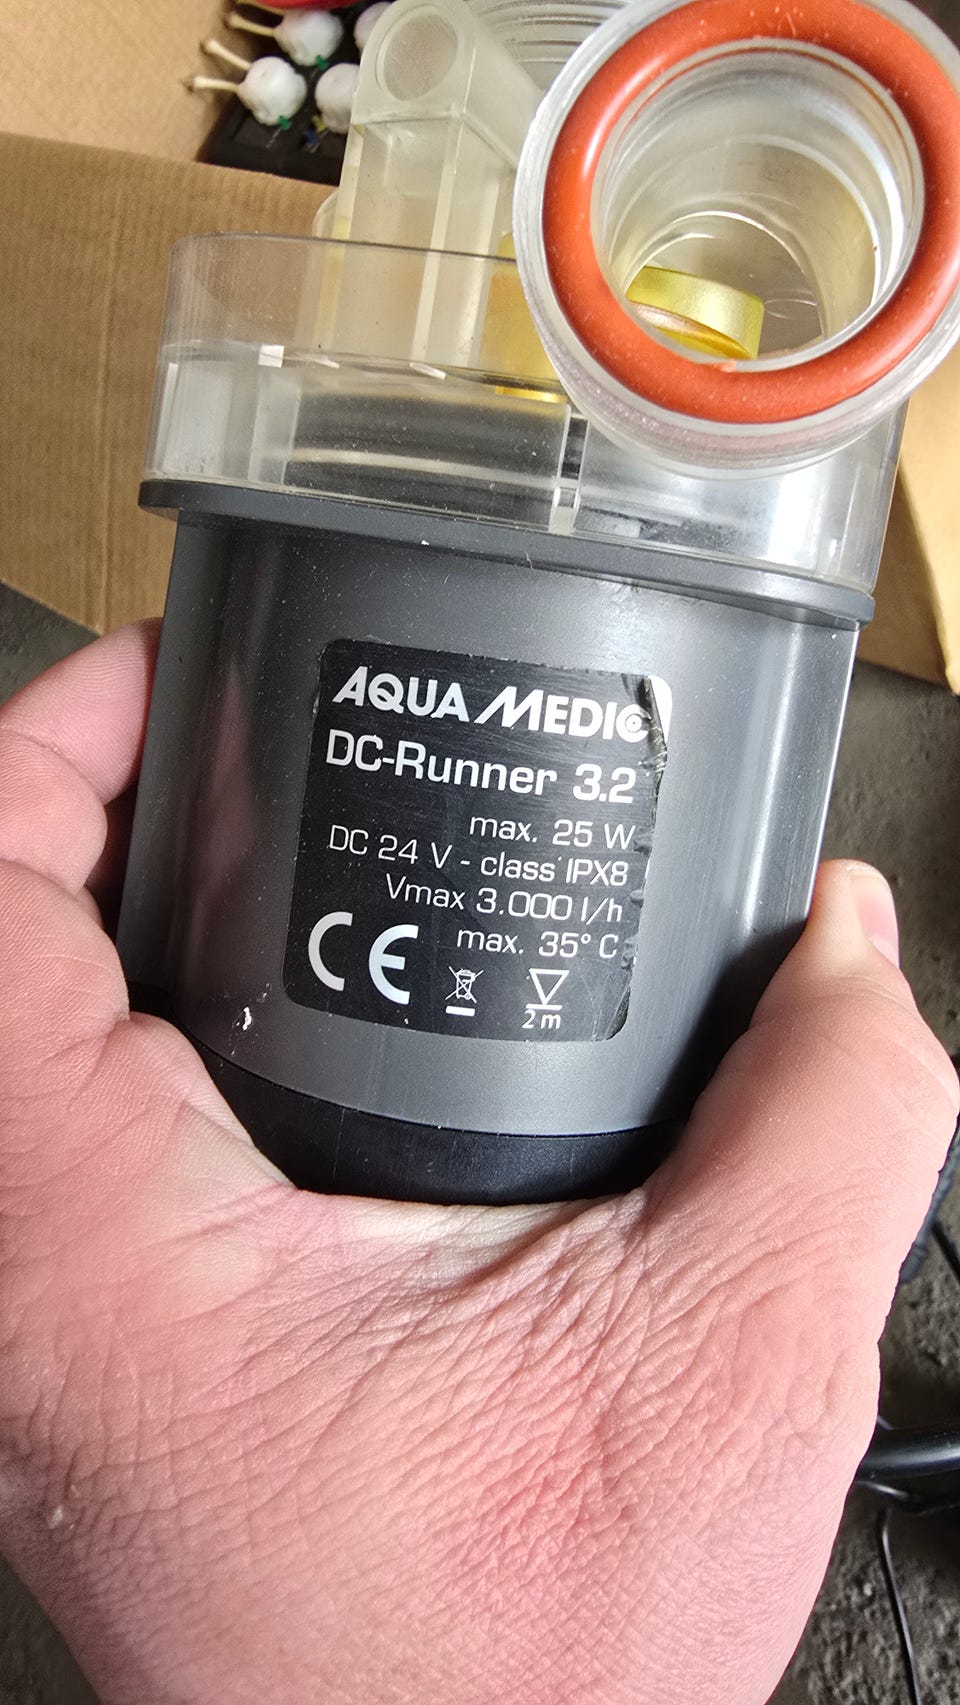 AQUA MEDIC
DC-Runner 3.2
max. 25 W
DC 24 V - class IPX8
Vmax 3.000 l/h
max. 35° C
CE
2 m